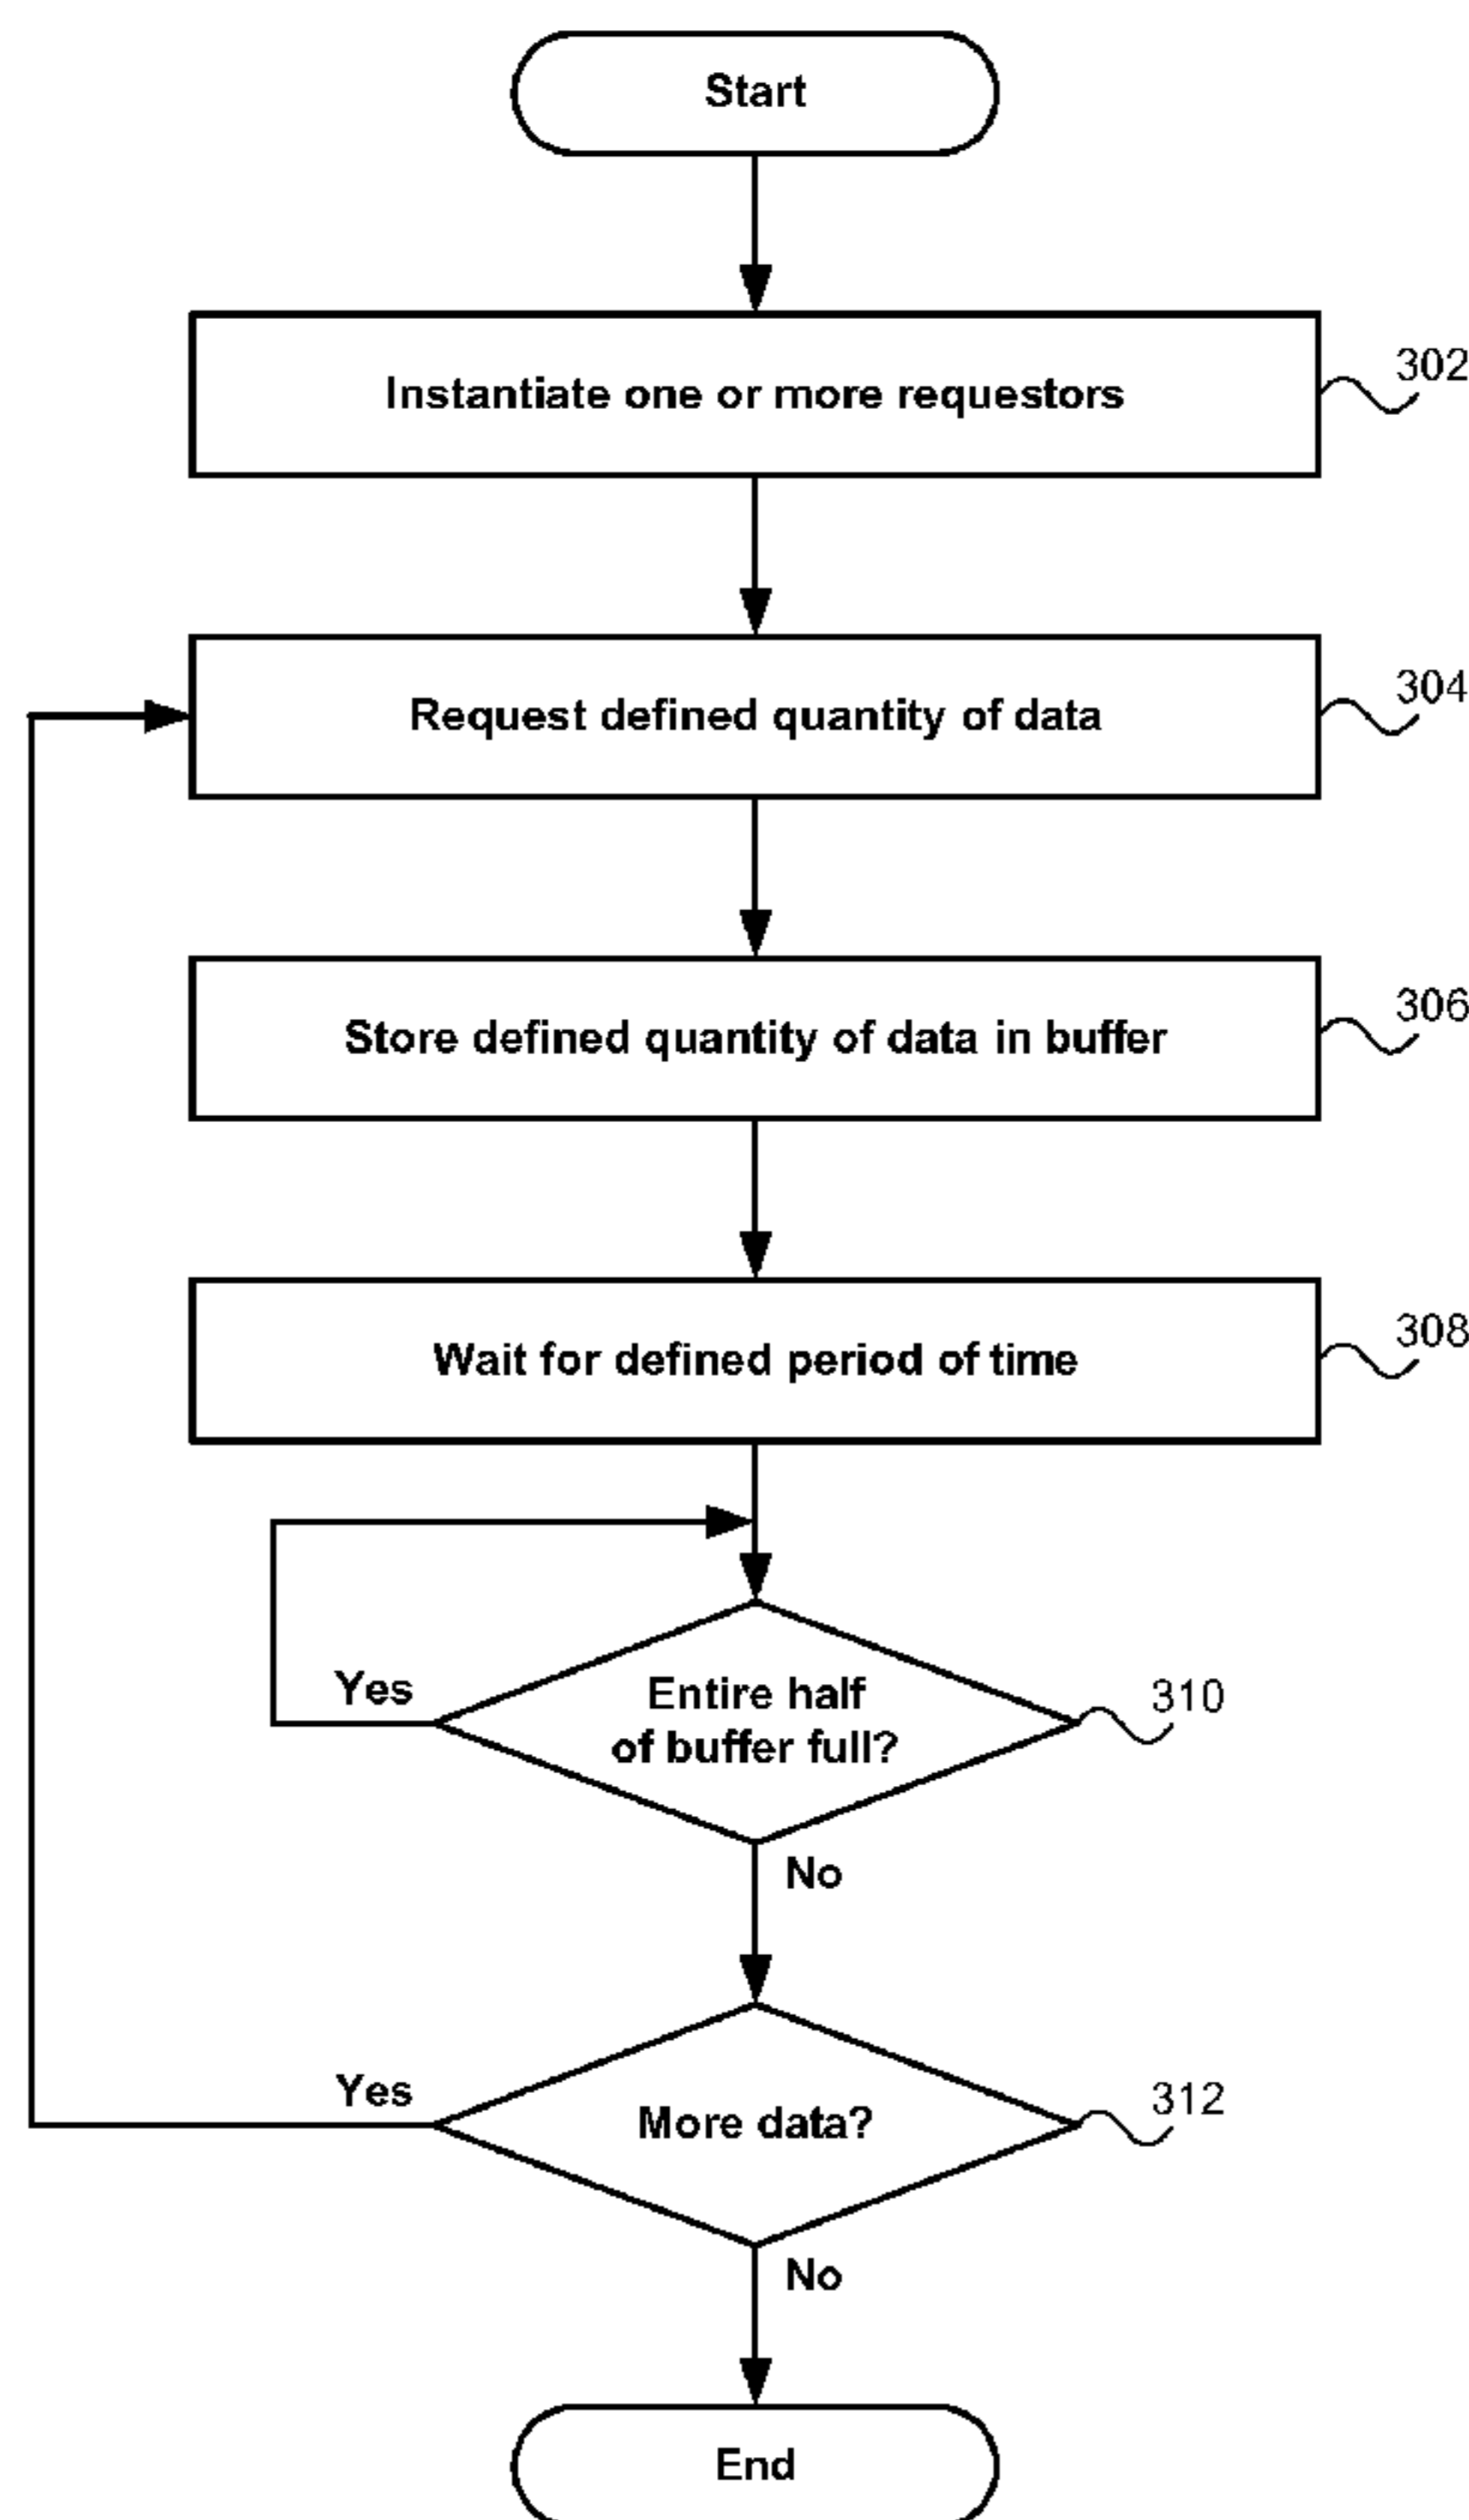 Start
Instantiate one or more requestors
302
Request defined quantity of data
304
Store defined quantity of data in buffer
306
Wait for defined period of time
308
Yes
Entire half
of buffer full?
310
No
Yes
More data?
312
No
End